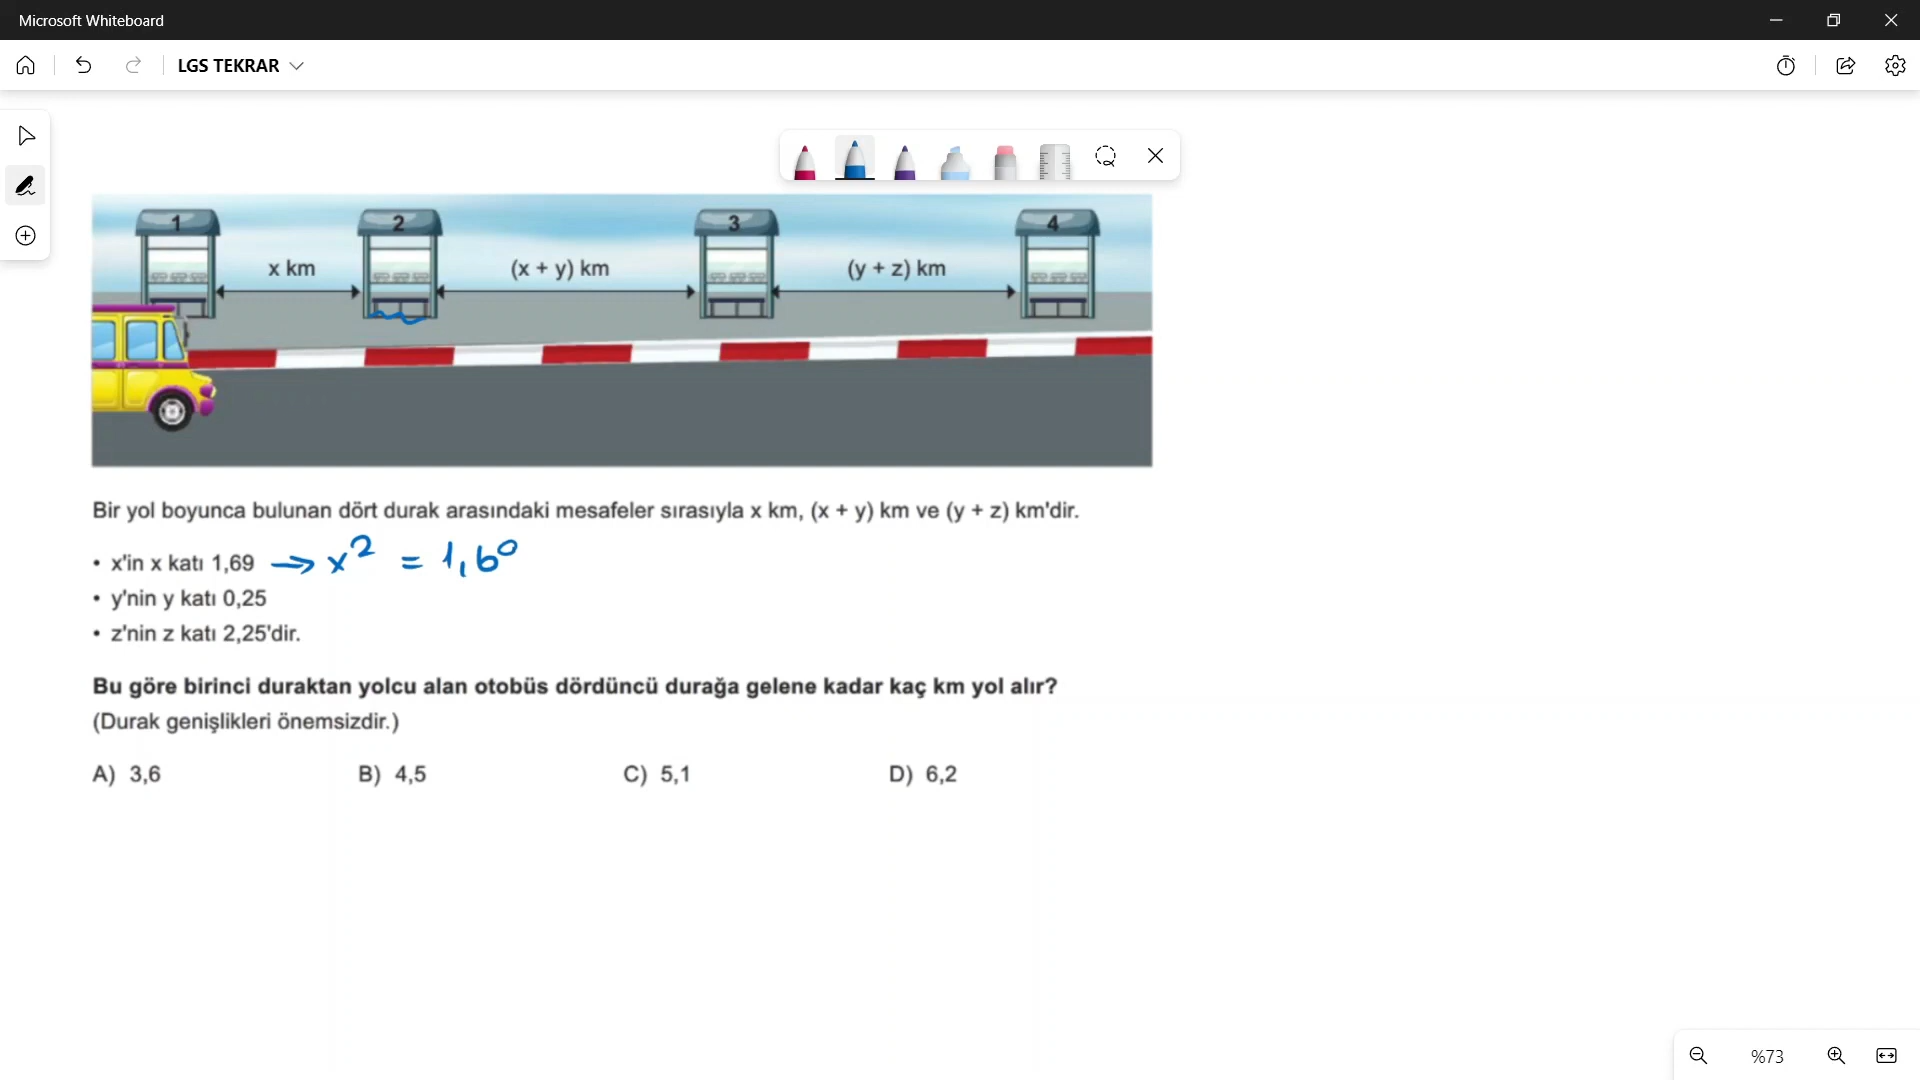 Microsoft Whiteboard
LGS TEKRAR
1 2 3 4
x km (x + y) km (y + z) km
Bir yol boyunca bulunan dört durak arasındaki mesafeler sırasıyla x km, (x + y) km ve (y + z) km'dir.
• x'in x katı 1,69 → x² = 1,6
• y'nin y katı 0,25
• z'nin z katı 2,25'dir.
Bu göre birinci duraktan yolcu alan otobüs dördüncü durağa gelene kadar kaç km yol alır?
(Durak genişlikleri önemsizdir.)
A) 3,6 B) 4,5 C) 5,1 D) 6,2
%73